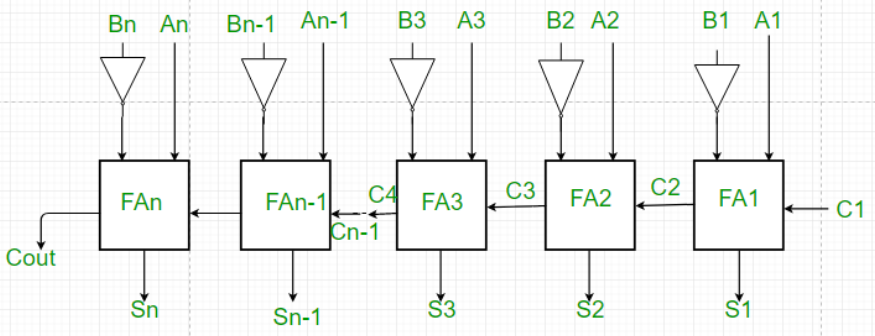 Bn An Bn-1 An-1 B3 A3 B2 A2 B1 A1
FAn FAn-1 C4 FA3 C3 FA2 C2 FA1 C1
Cn-1
Cout
Sn Sn-1 S3 S2 S1